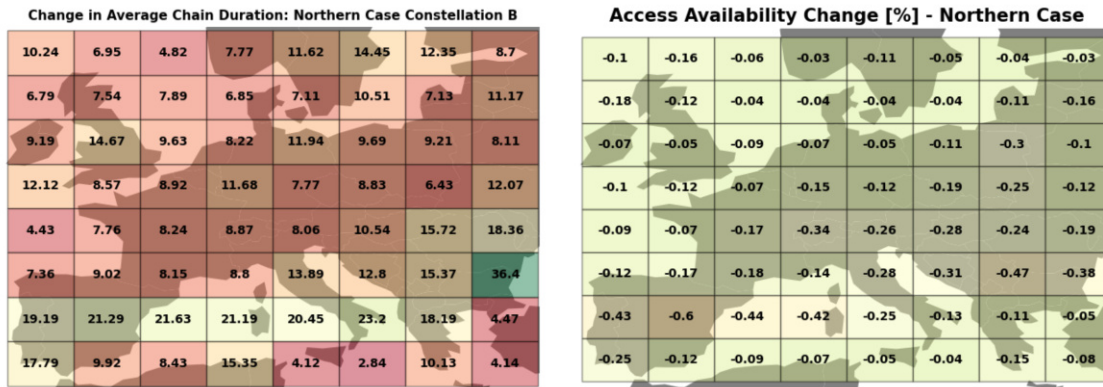 Change in Average Chain Duration: Northern Case Constellation B
10.24 6.95 4.82 7.77 11.62 14.45 12.35 8.7
6.79 7.54 7.89 6.85 7.11 10.51 7.13 11.17
9.19 14.67 9.63 8.22 11.94 9.69 9.21 8.11
12.12 8.57 8.92 11.68 7.77 8.83 6.43 12.07
4.43 7.76 8.24 8.87 8.06 10.54 15.72 18.36
7.36 9.02 8.15 8.8 13.89 12.8 15.37 36.4
19.19 21.29 21.63 21.19 20.45 23.2 18.19 4.47
17.79 9.92 8.43 15.35 4.12 2.84 10.13 4.14
Access Availability Change [%] - Northern Case
-0.1 -0.16 -0.06 -0.03 -0.11 -0.05 -0.04 -0.03
-0.18 -0.12 -0.04 -0.04 -0.04 -0.04 -0.11 -0.16
-0.07 -0.05 -0.09 -0.07 -0.05 -0.11 -0.3 -0.1
-0.1 -0.12 -0.07 -0.15 -0.12 -0.19 -0.25 -0.12
-0.09 -0.07 -0.17 -0.34 -0.26 -0.28 -0.24 -0.19
-0.12 -0.17 -0.18 -0.14 -0.28 -0.31 -0.47 -0.38
-0.43 -0.6 -0.44 -0.42 -0.25 -0.13 -0.11 -0.05
-0.25 -0.12 -0.09 -0.07 -0.05 -0.04 -0.15 -0.08